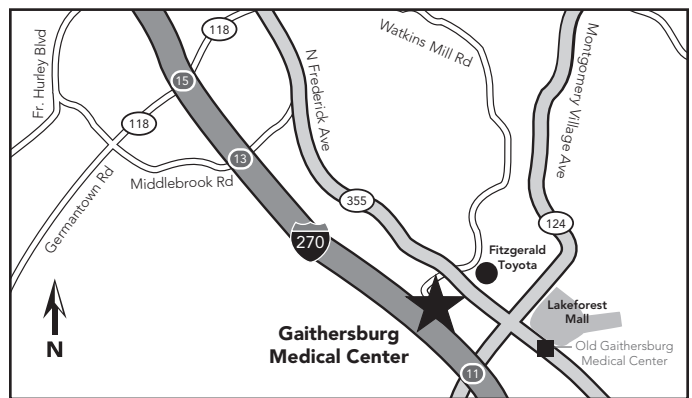 118
Watkins Mill Rd
Fr. Hurley Blvd
N Frederick Ave
Montgomery Village Ave
15
118
13
Middlebrook Rd
Germantown Rd
355
124
270
Fitzgerald
Toyota
Lakeforest
Mall
N
Gaithersburg
Medical Center
Old Gaithersburg
Medical Center
11